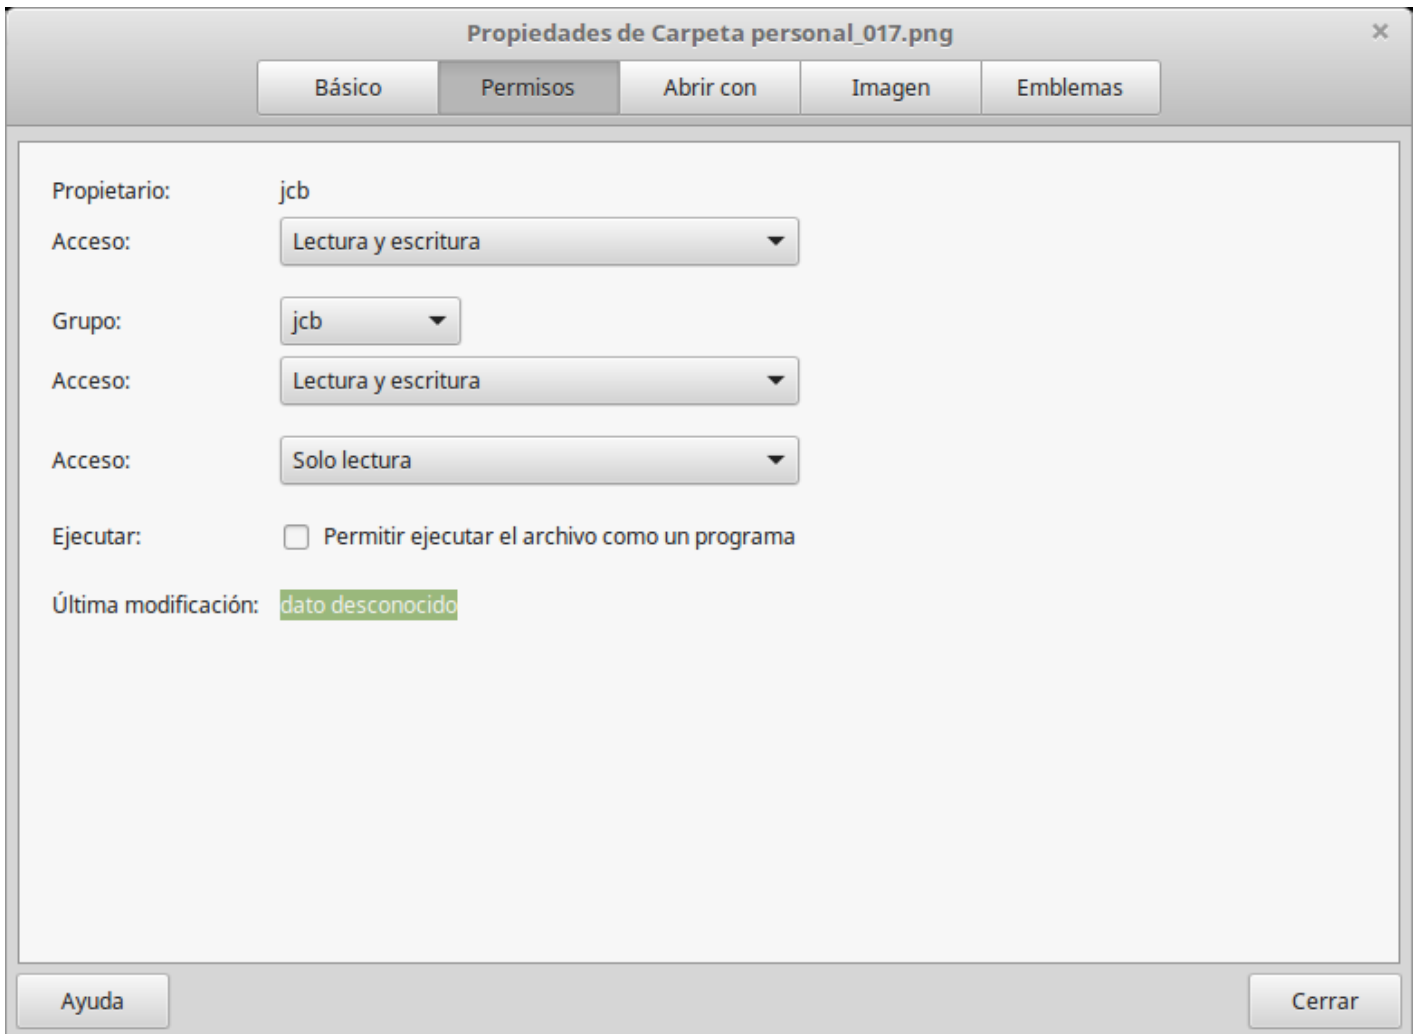 Propiedades de Carpeta personal_017.png
Básico Permisos Abrir con Imagen Emblemas
Propietario: jcb
Acceso: Lectura y escritura
Grupo: jcb
Acceso: Lectura y escritura
Acceso: Solo lectura
Ejecutar: Permitir ejecutar el archivo como un programa
Última modificación: dato desconocido
Ayuda Cerrar